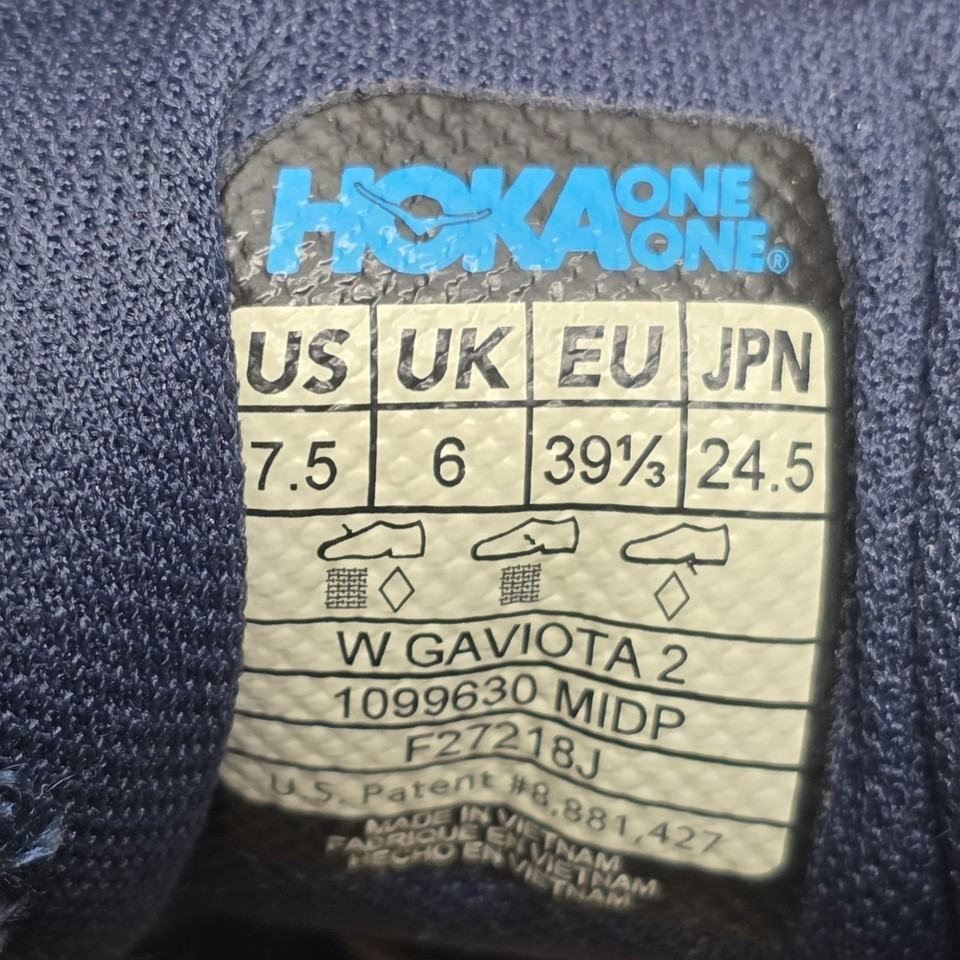 HOKA ONE ONE®
US UK EU JPN
7.5 6 39⅓ 24.5
W GAVIOTA 2
1099630 MIDP
F27218J
U.S. Patent #8,881,427
MADE IN VIETNAM
FABRIQUE EN VIETNAM
HECHO EN VIETNAM
VIETNAM